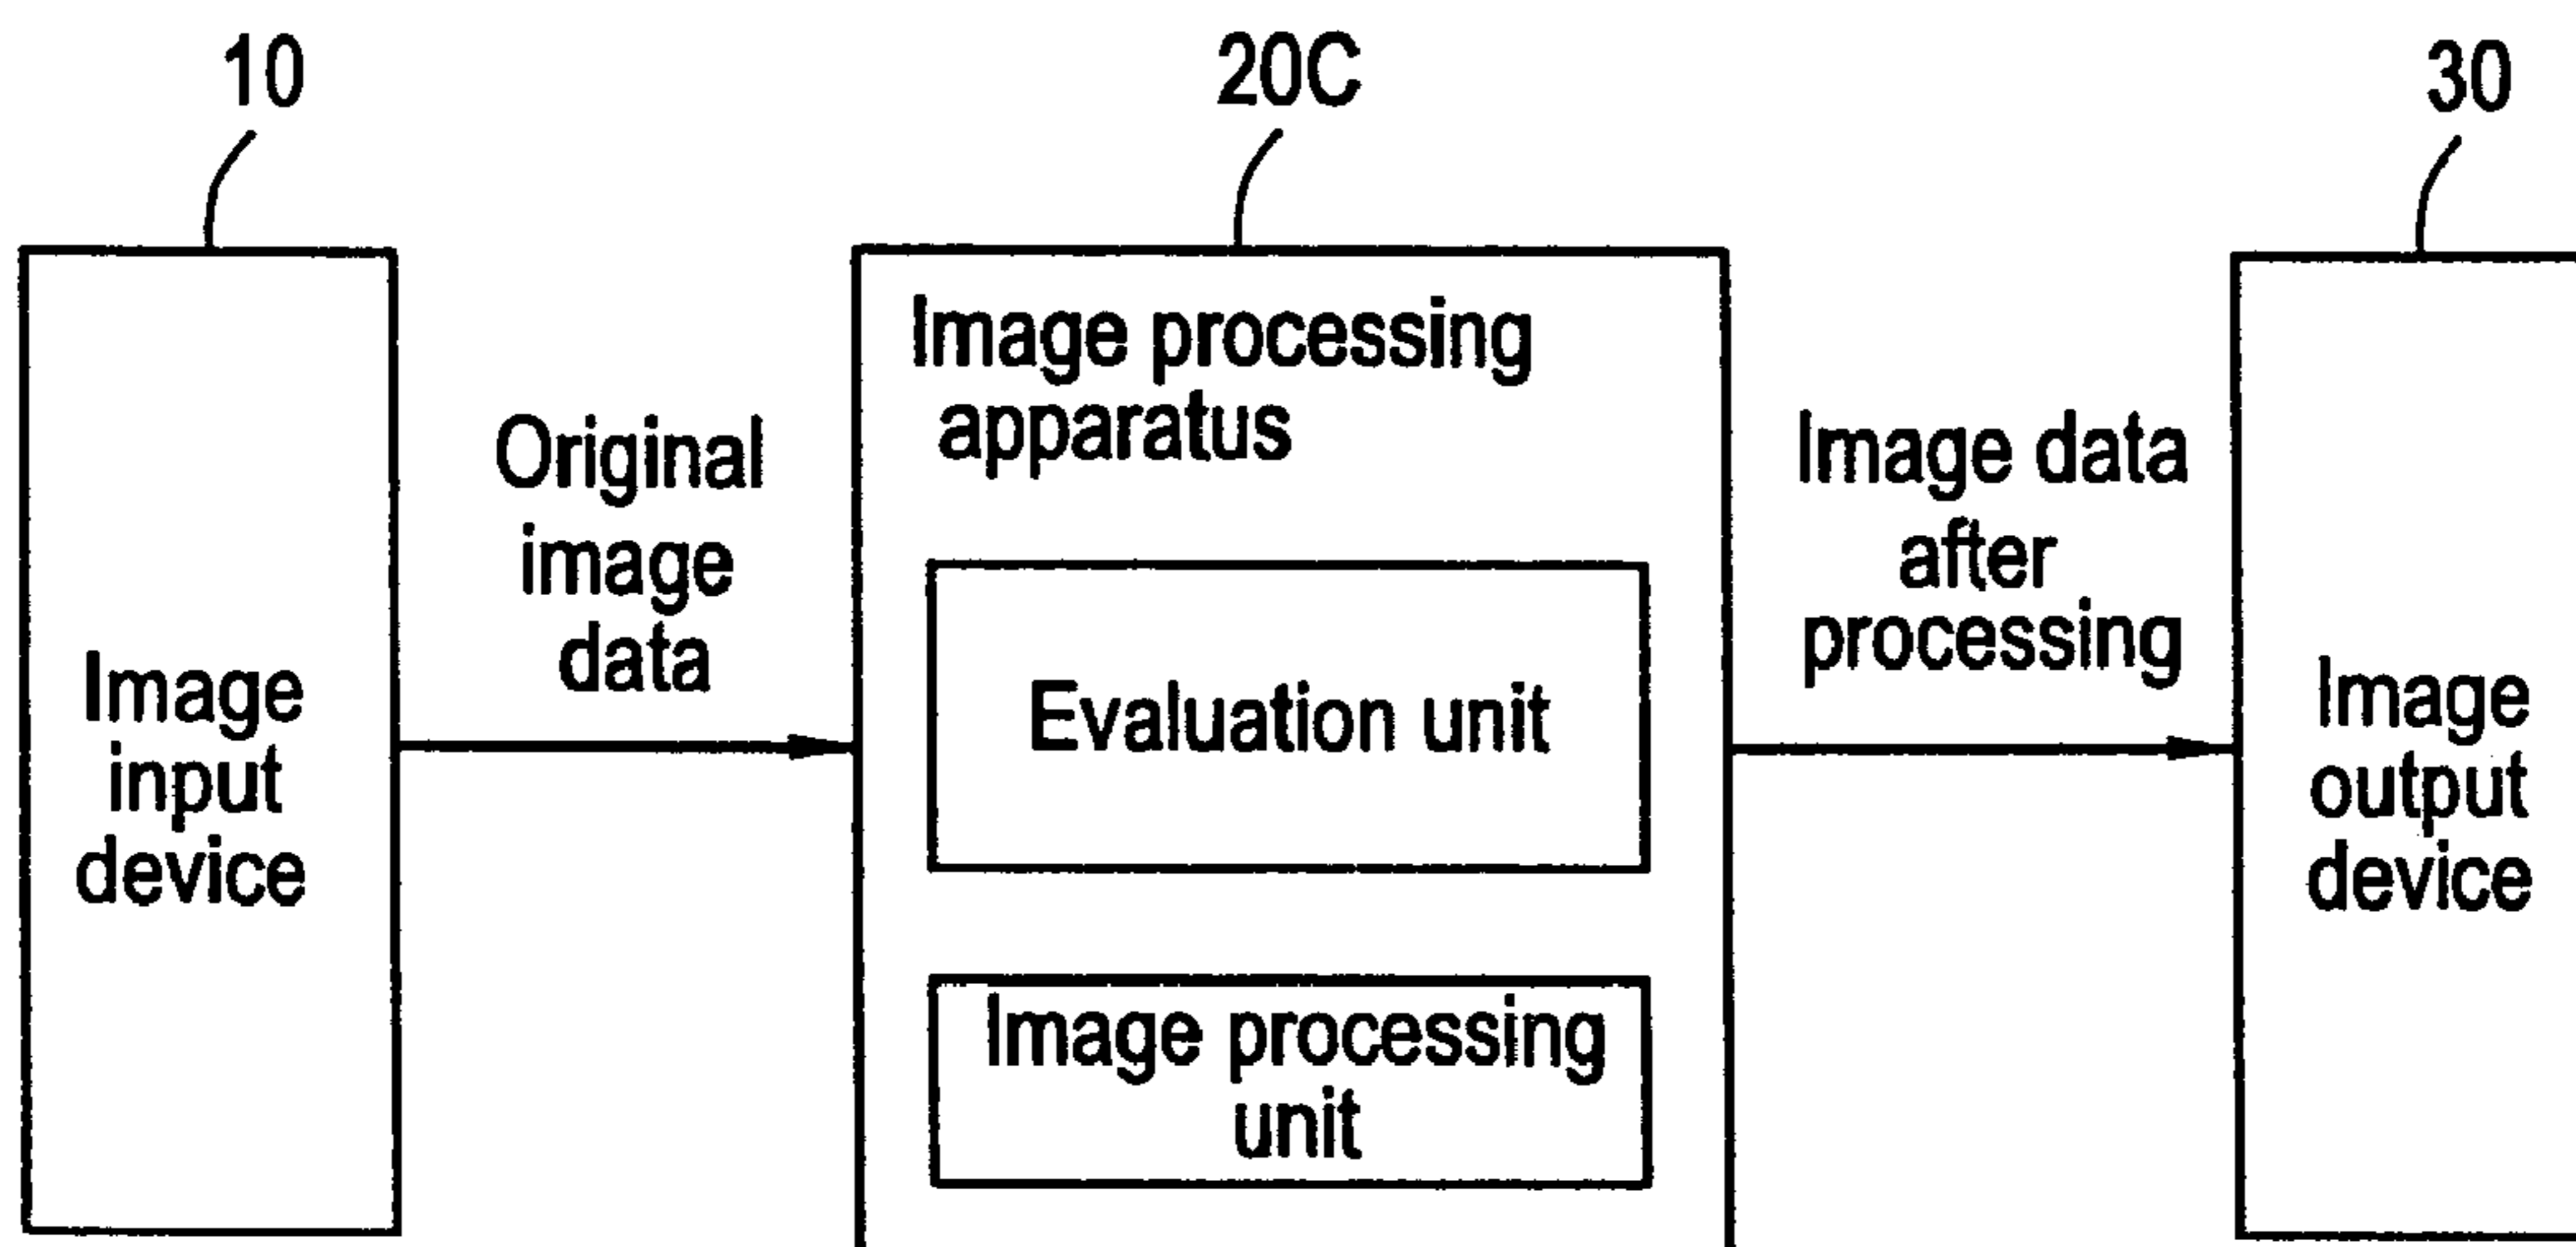 10
20C
30
Image
input
device
Original
image
data
Image processing
apparatus
Evaluation unit
Image processing
unit
Image data
after
processing
Image
output
device